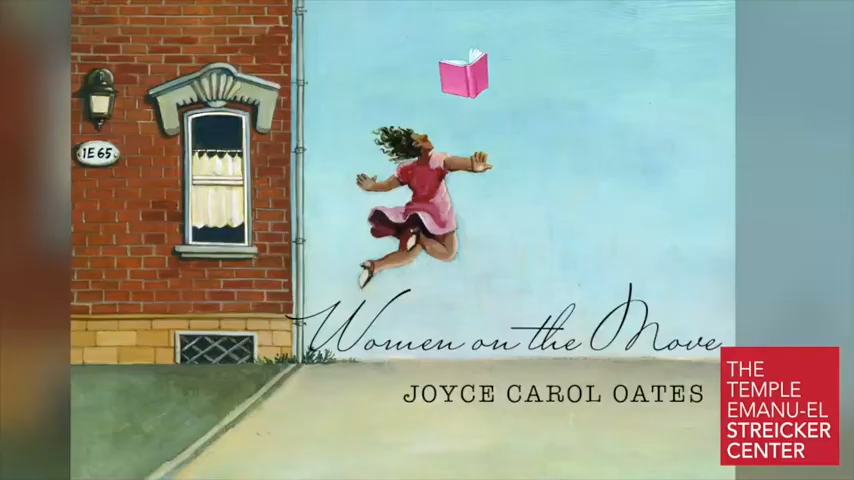 1E65
Women on the Move
JOYCE CAROL OATES
THE
TEMPLE
EMANU-EL
STREICKER
CENTER